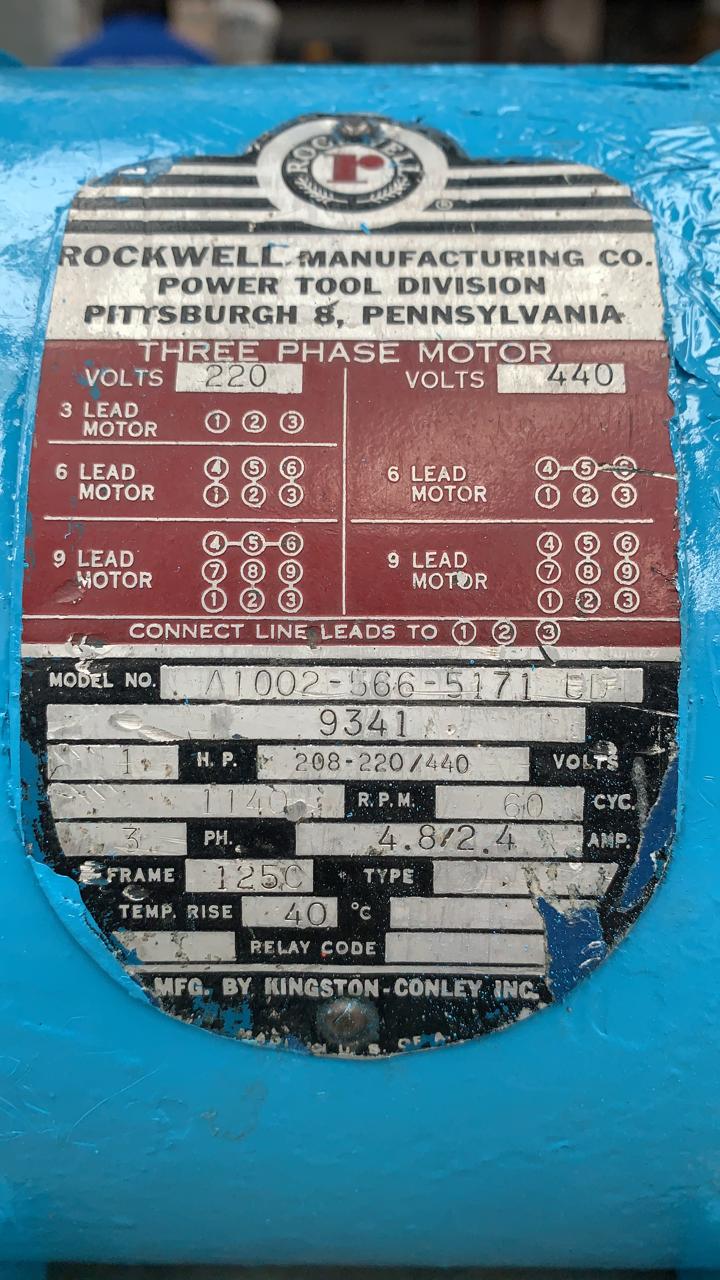 ROCKWELL
r
®
ROCKWELL MANUFACTURING CO.
POWER TOOL DIVISION
PITTSBURGH 8, PENNSYLVANIA
THREE PHASE MOTOR
VOLTS 220 VOLTS 440
3 LEAD MOTOR ① ② ③
6 LEAD ④ ⑤ ⑥ 6 LEAD ④-⑤-⑥
MOTOR ① ② ③ MOTOR ① ② ③
9 LEAD ④-⑤-⑥ 9 LEAD ④ ⑤ ⑥
MOTOR ⑦ ⑧ ⑨ MOTOR ⑦ ⑧ ⑨
① ② ③ ① ② ③
CONNECT LINE LEADS TO ① ② ③
MODEL NO. A1002-566-5171
9341
1 H.P. 208-220/440 VOLTS
1140 R.P.M. 60 CYC.
3 PH. 4.8/2.4 AMP.
FRAME 125C TYPE
TEMP. RISE 40 °C
RELAY CODE
MFG. BY KINGSTON-CONLEY INC.
U.S. OF A